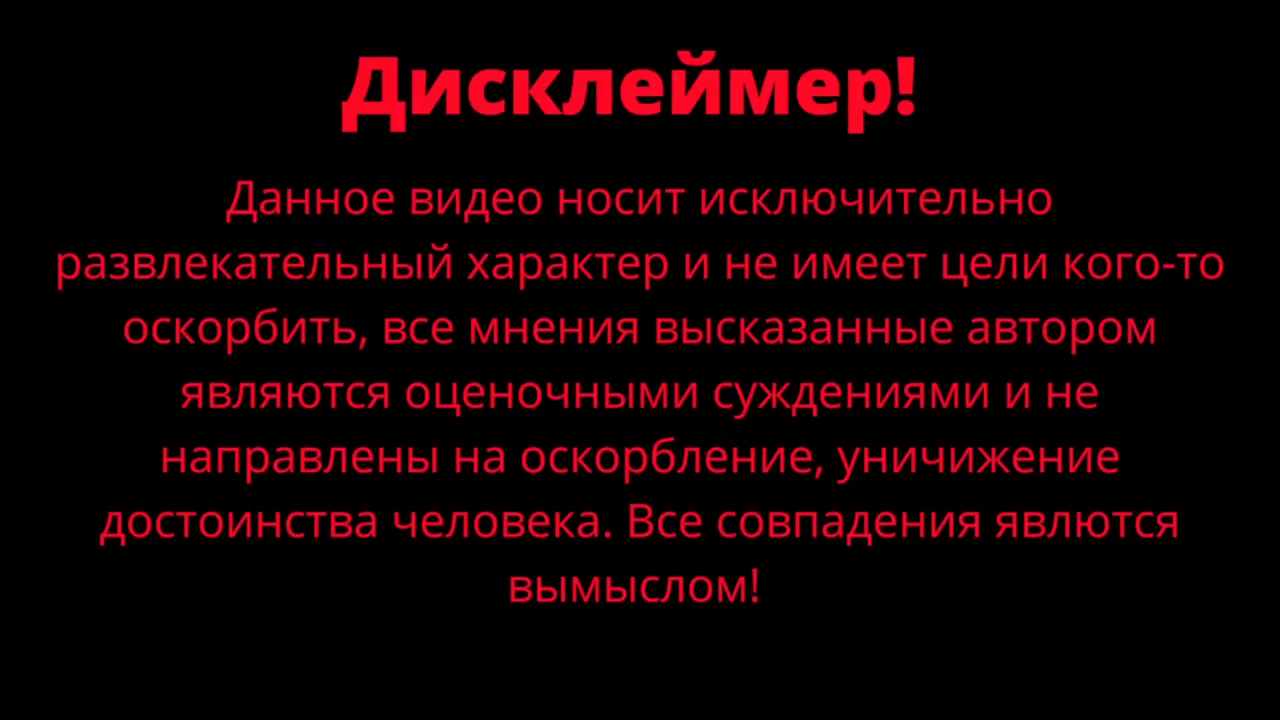 Дисклеймер!
Данное видео носит исключительно
развлекательный характер и не имеет цели кого-то
оскорбить, все мнения высказанные автором
являются оценочными суждениями и не
направлены на оскорбление, уничижение
достоинства человека. Все совпадения явлются
вымыслом!